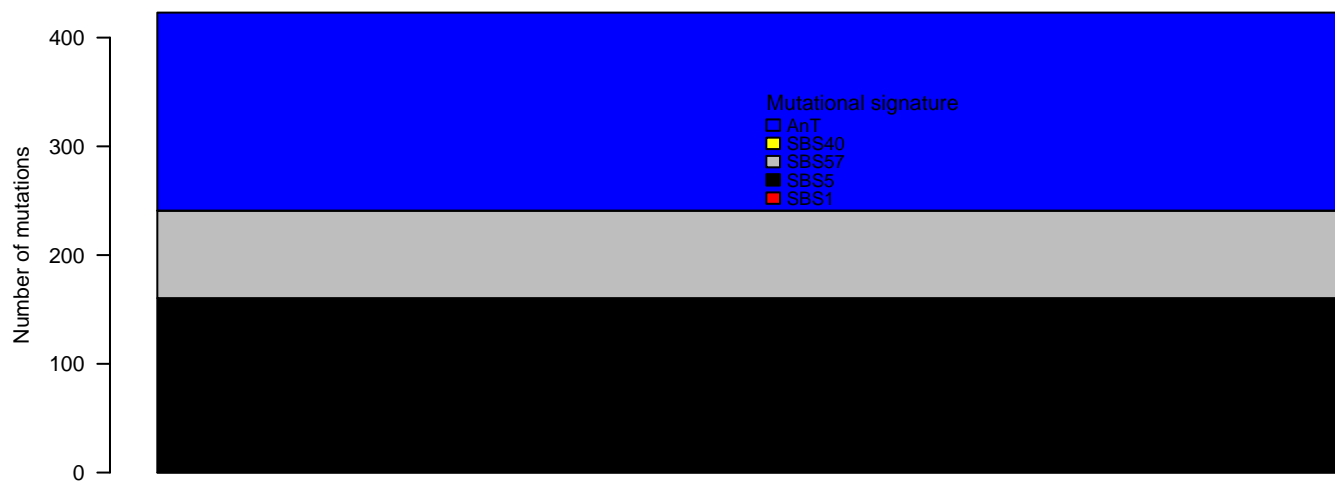 400
300
200
100
0
Number of mutations
Mutational signature
AnT
SBS40
SBS57
SBS5
SBS1